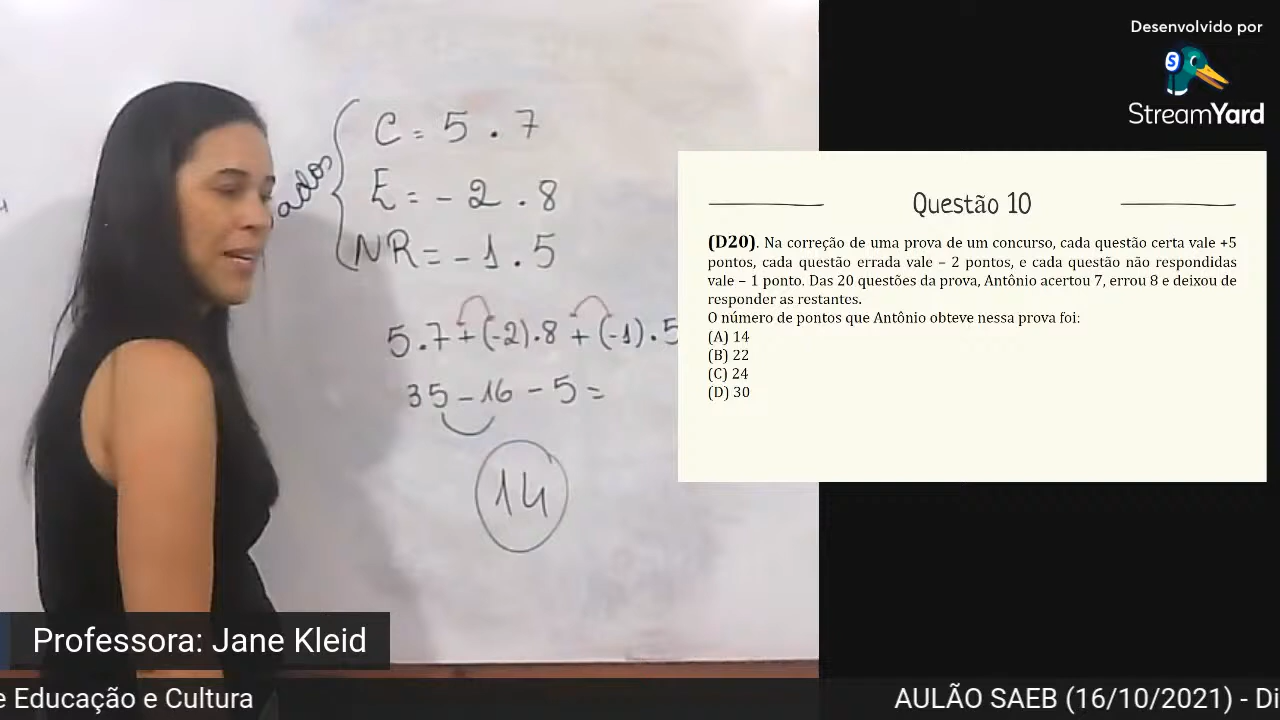 Desenvolvido por
StreamYard
ados
C = 5 . 7
E = - 2 . 8
NR = - 1 . 5
5.7 + (-2).8 + (-1).5
35 - 16 - 5 =
14
Questão 10
(D20). Na correção de uma prova de um concurso, cada questão certa vale +5
pontos, cada questão errada vale – 2 pontos, e cada questão não respondidas
vale – 1 ponto. Das 20 questões da prova, Antônio acertou 7, errou 8 e deixou de
responder as restantes.
O número de pontos que Antônio obteve nessa prova foi:
(A) 14
(B) 22
(C) 24
(D) 30
Professora: Jane Kleid
e Educação e Cultura
AULÃO SAEB (16/10/2021) - Di